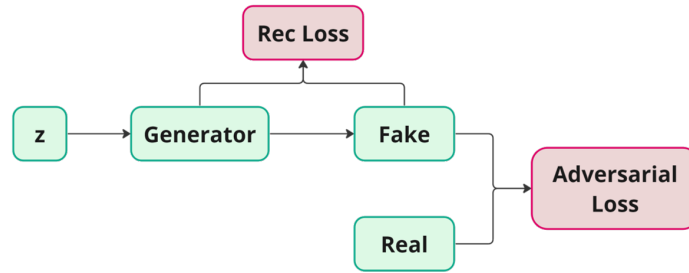 Rec Loss
z
Generator
Fake
Adversarial
Loss
Real